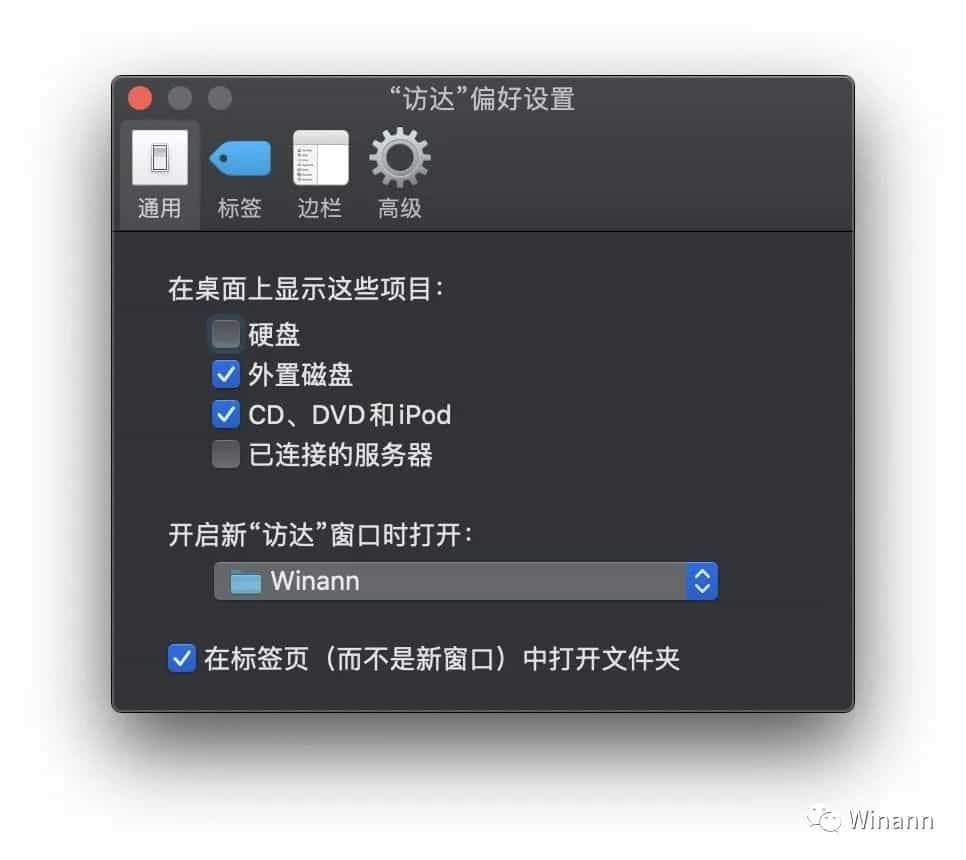 “访达”偏好设置
通用 标签 边栏 高级
在桌面上显示这些项目：
硬盘
外置磁盘
CD、DVD和iPod
已连接的服务器
开启新“访达”窗口时打开：
Winann
在标签页（而不是新窗口）中打开文件夹
Winann